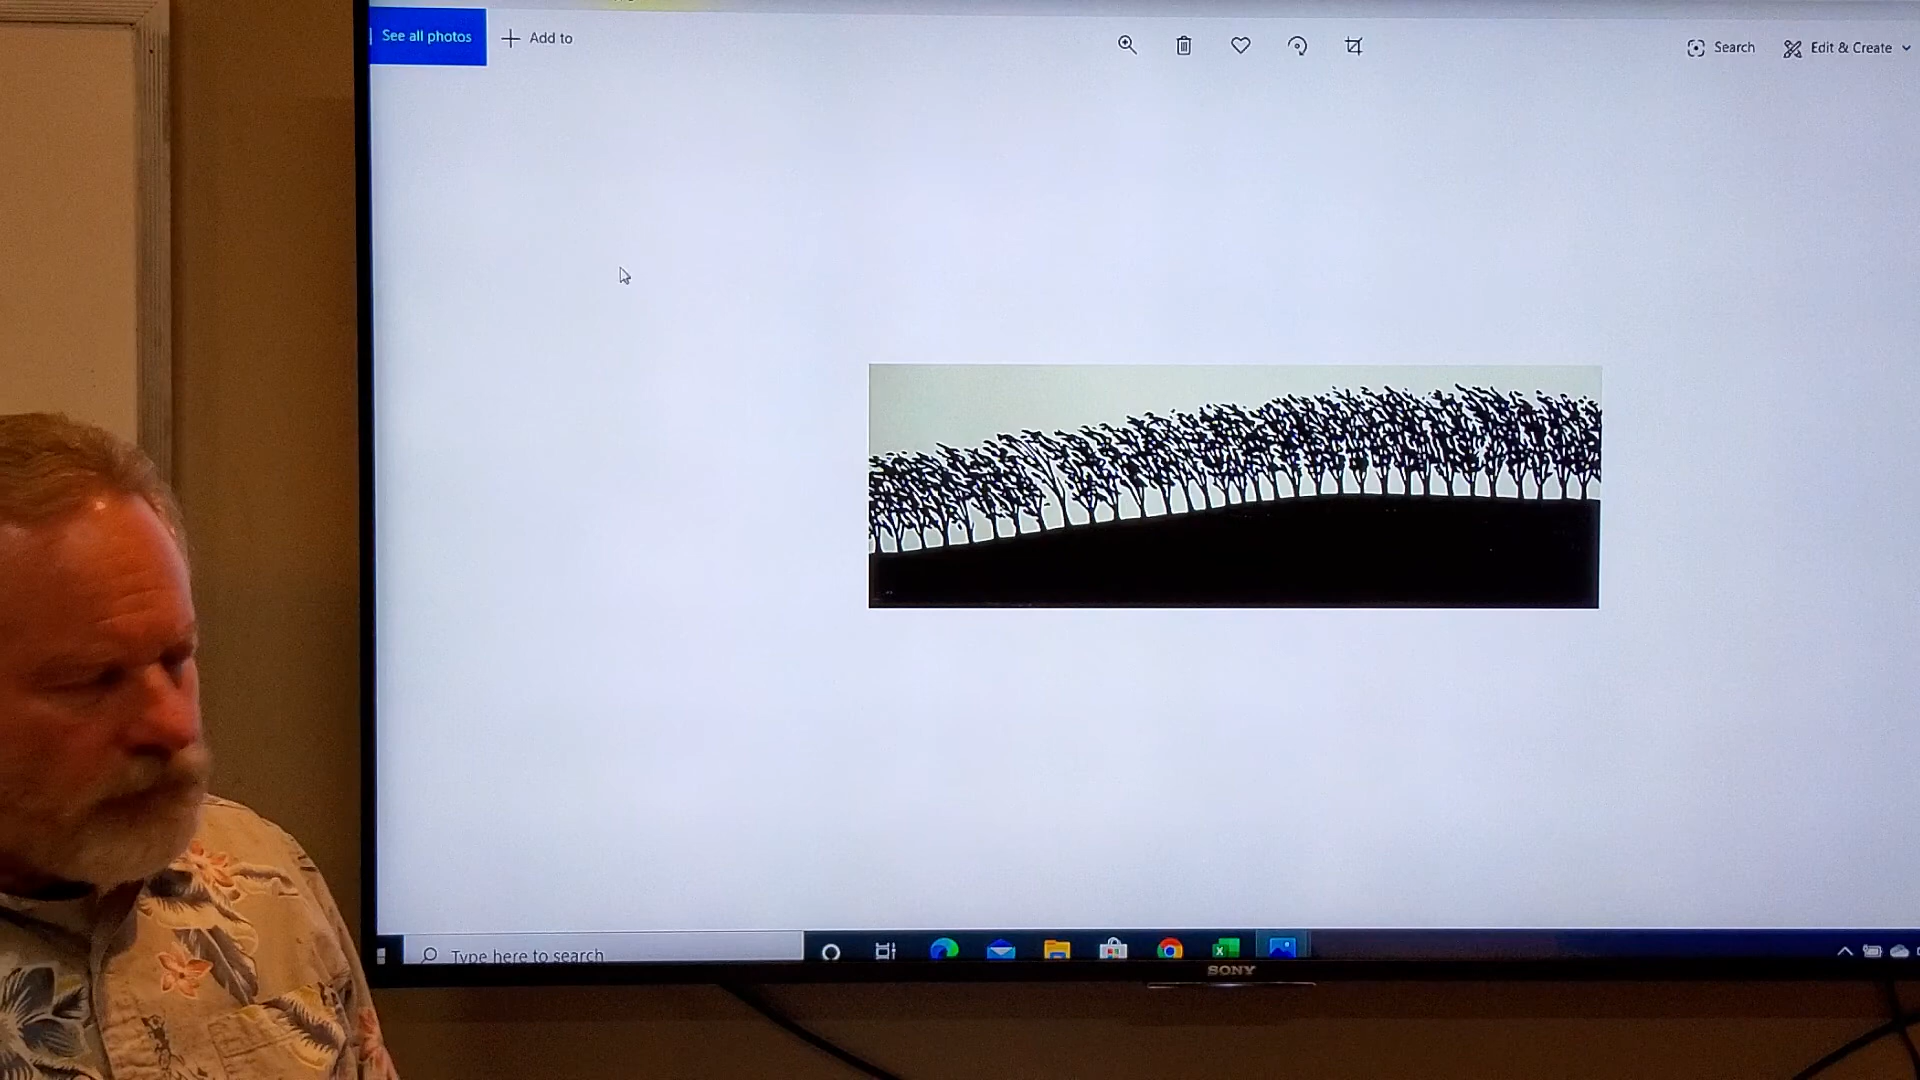 See all photos
Add to
Search
Edit & Create
Type here to search
SONY